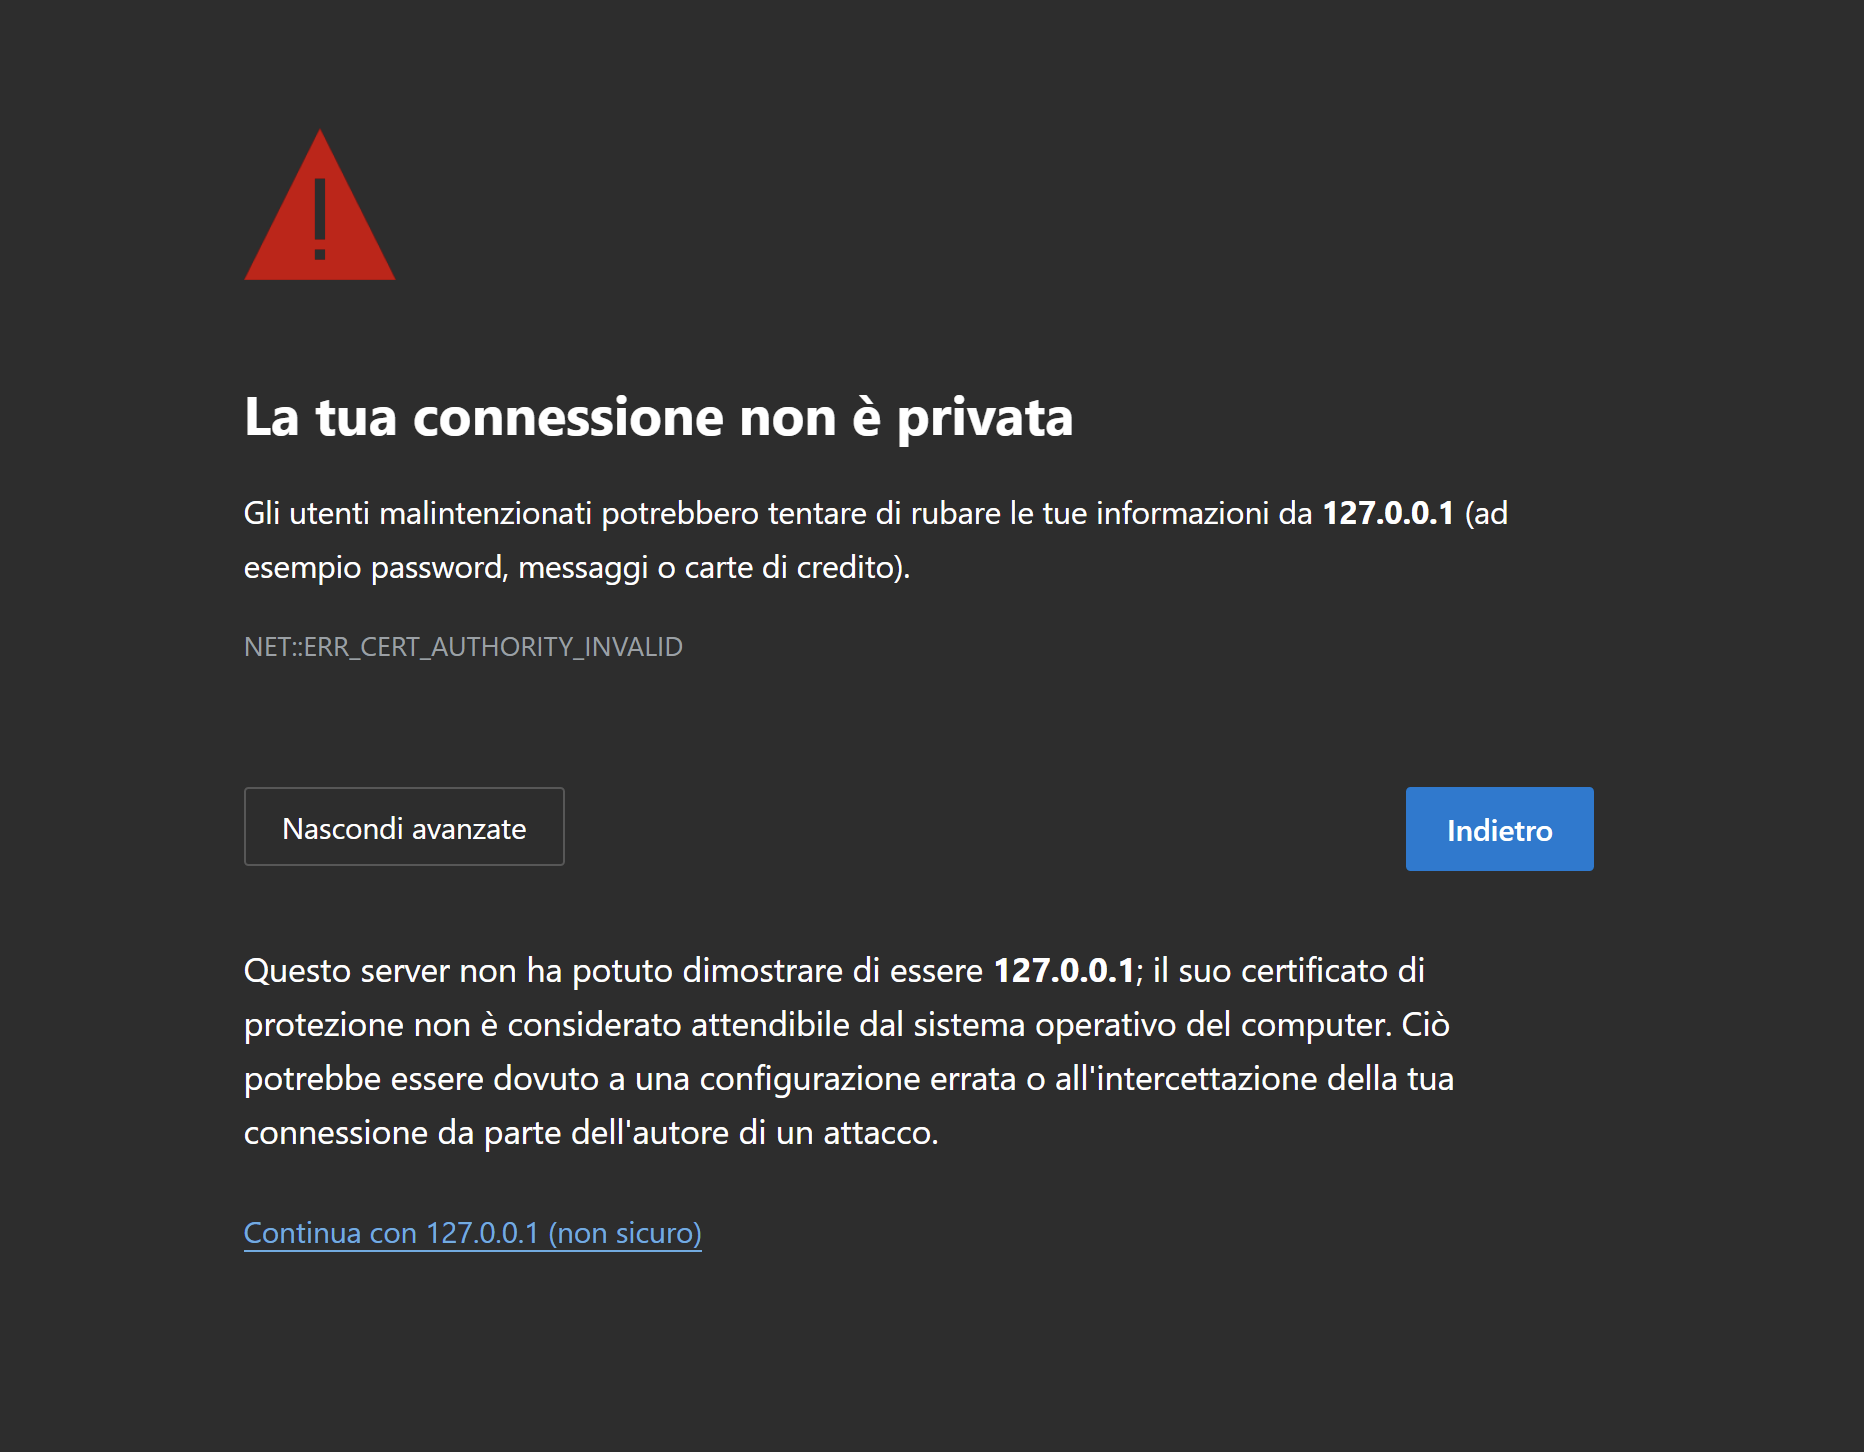 La tua connessione non è privata
Gli utenti malintenzionati potrebbero tentare di rubare le tue informazioni da 127.0.0.1 (ad
esempio password, messaggi o carte di credito).
NET::ERR_CERT_AUTHORITY_INVALID
Nascondi avanzate
Indietro
Questo server non ha potuto dimostrare di essere 127.0.0.1; il suo certificato di
protezione non è considerato attendibile dal sistema operativo del computer. Ciò
potrebbe essere dovuto a una configurazione errata o all'intercettazione della tua
connessione da parte dell'autore di un attacco.
Continua con 127.0.0.1 (non sicuro)